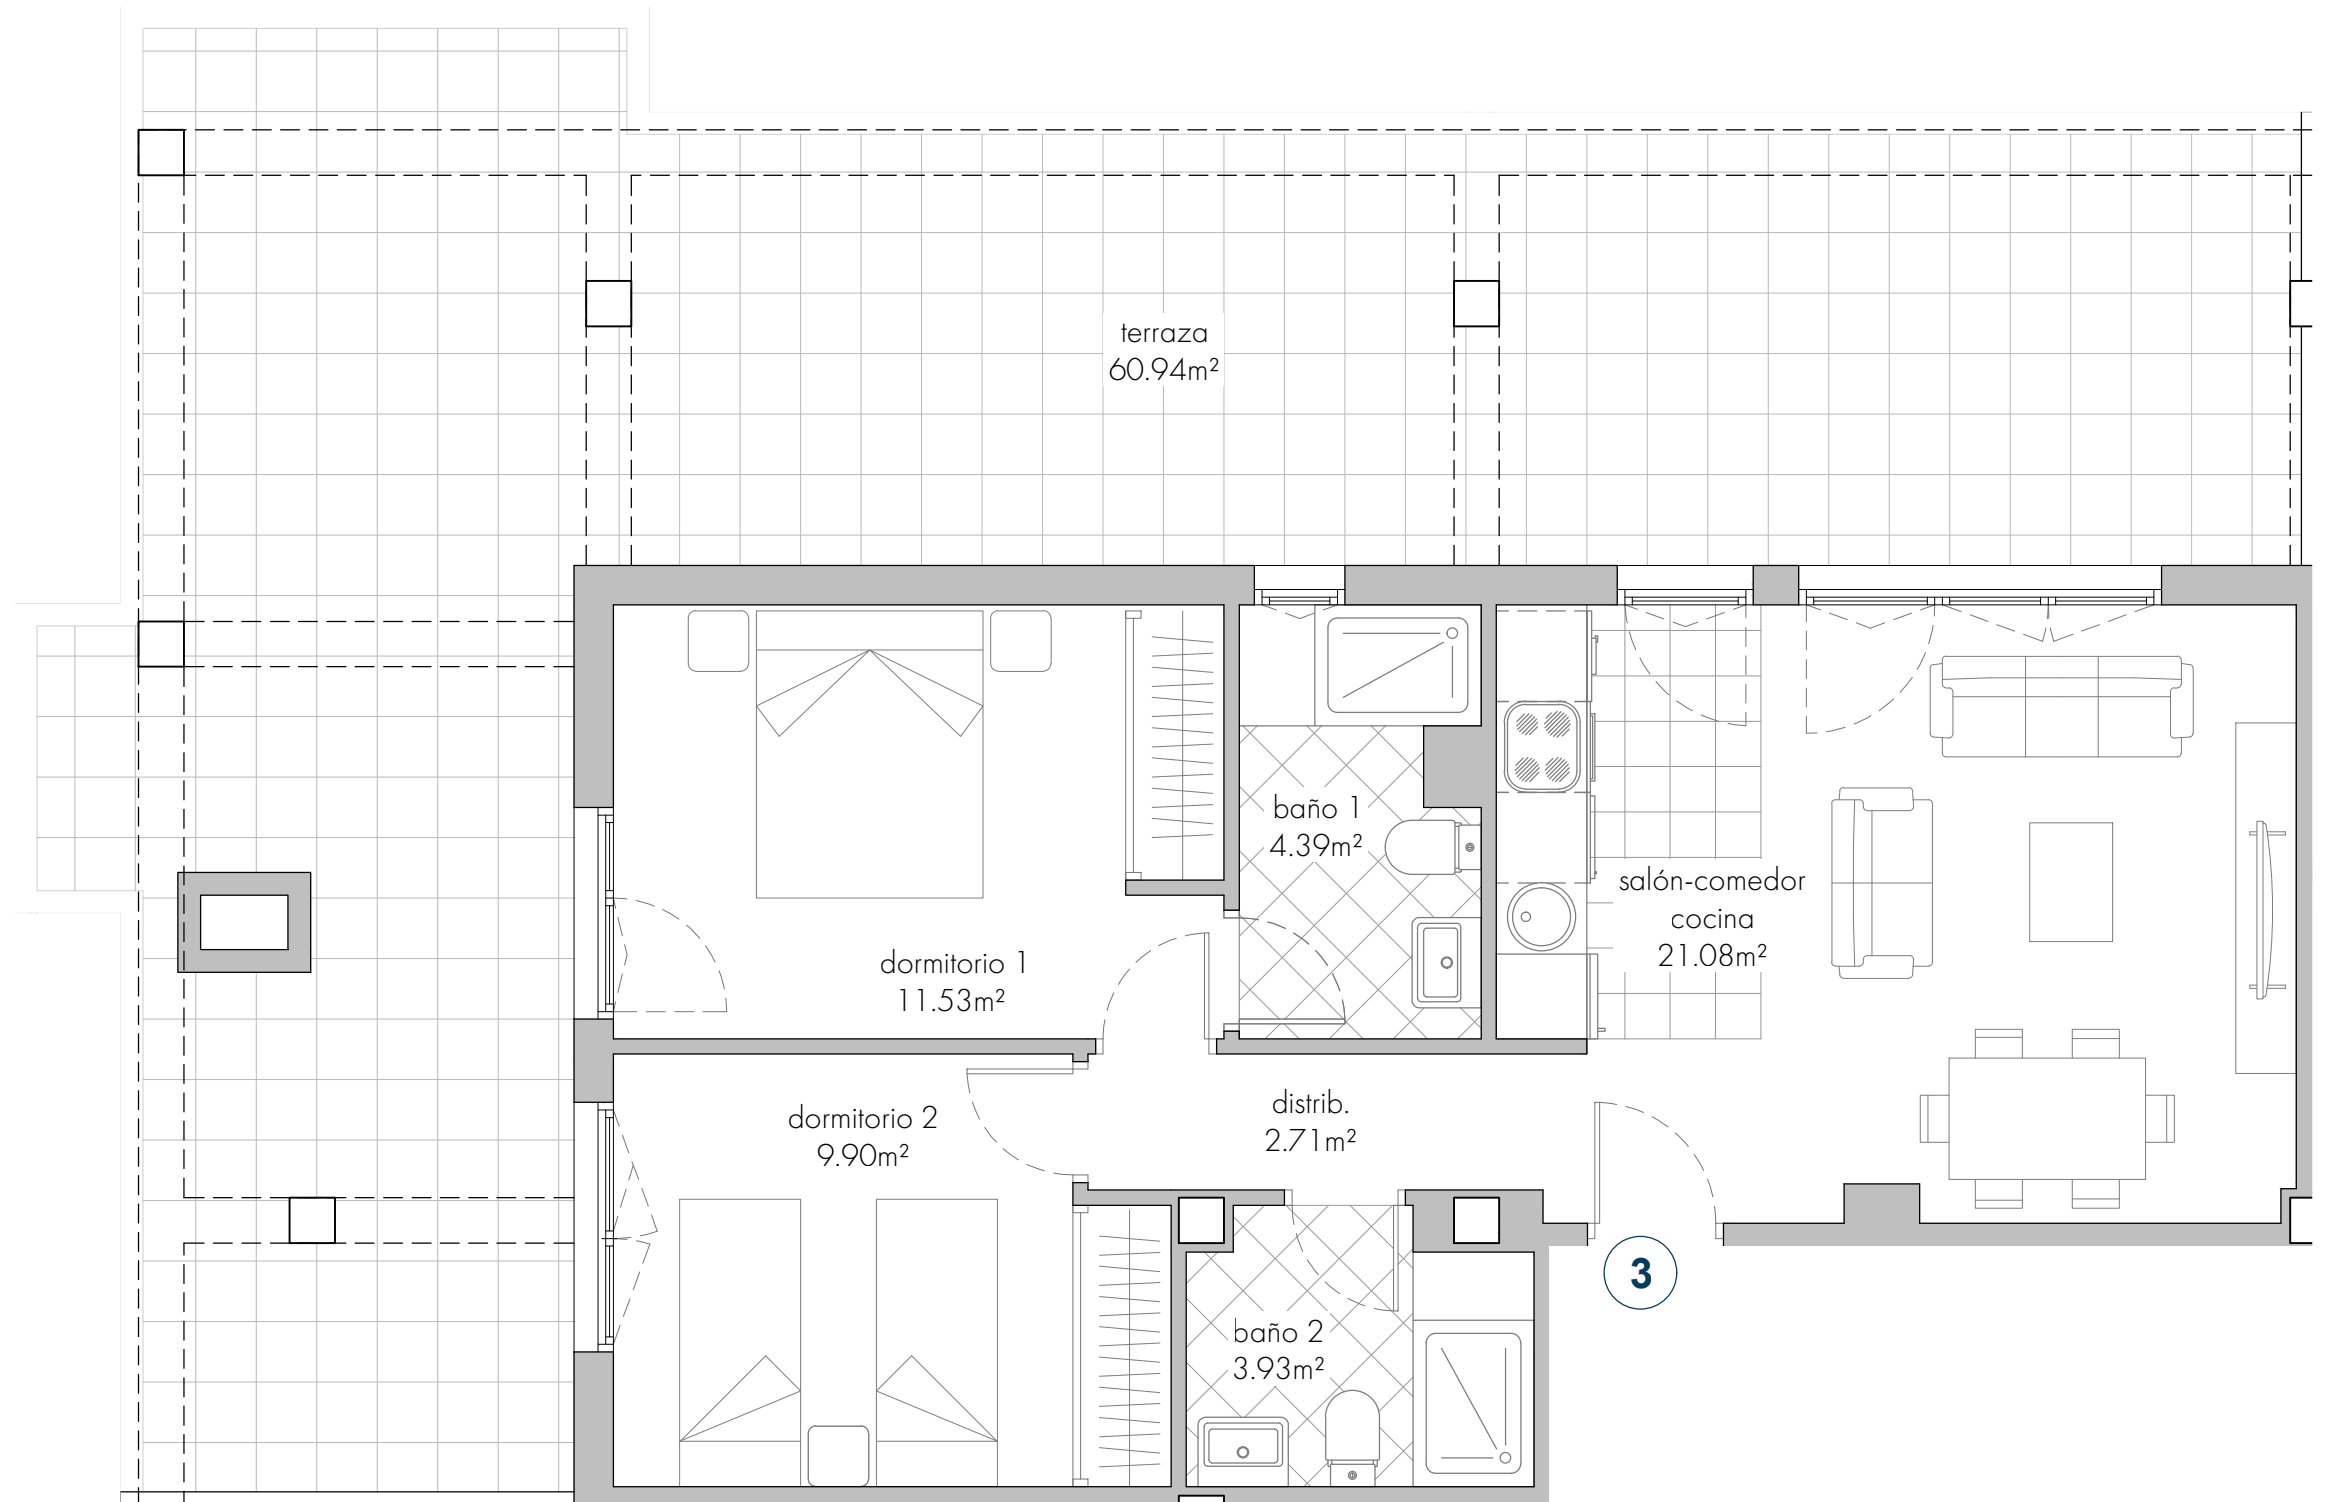 terraza
60.94m²
baño 1
4.39m²
salón-comedor
cocina
21.08m²
dormitorio 1
11.53m²
dormitorio 2
9.90m²
distrib.
2.71m²
3
baño 2
3.93m²